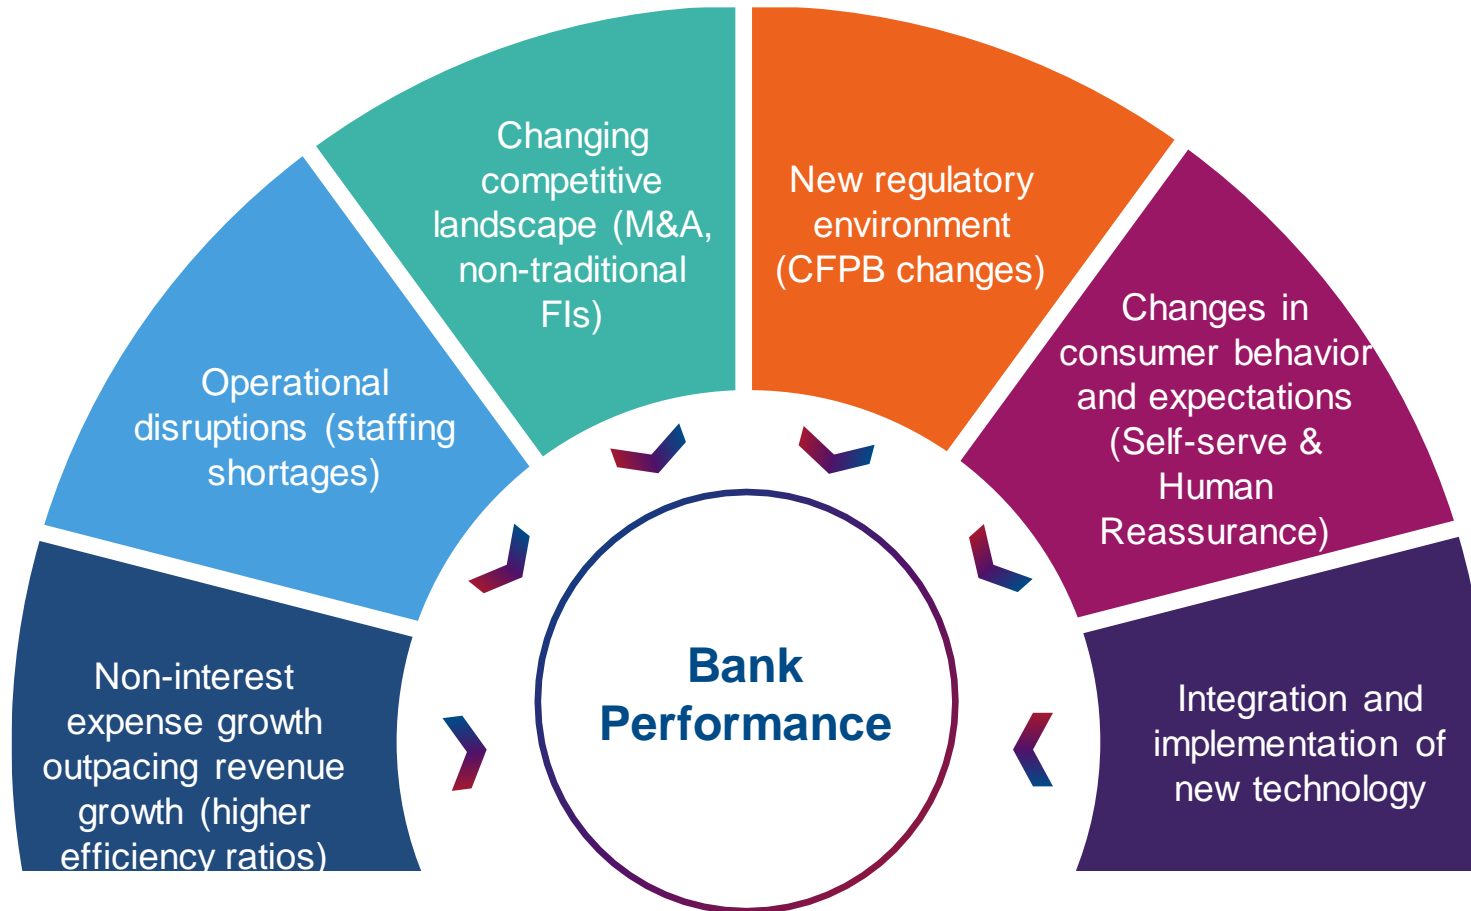 Changing
competitive
landscape (M&A,
non-traditional
FIs)
New regulatory
environment
(CFPB changes)
Changes in
consumer behavior
and expectations
(Self-serve &
Human
Reassurance)
Operational
disruptions (staffing
shortages)
Non-interest
expense growth
outpacing revenue
growth (higher
efficiency ratios)
Bank
Performance
Integration and
implementation of
new technology